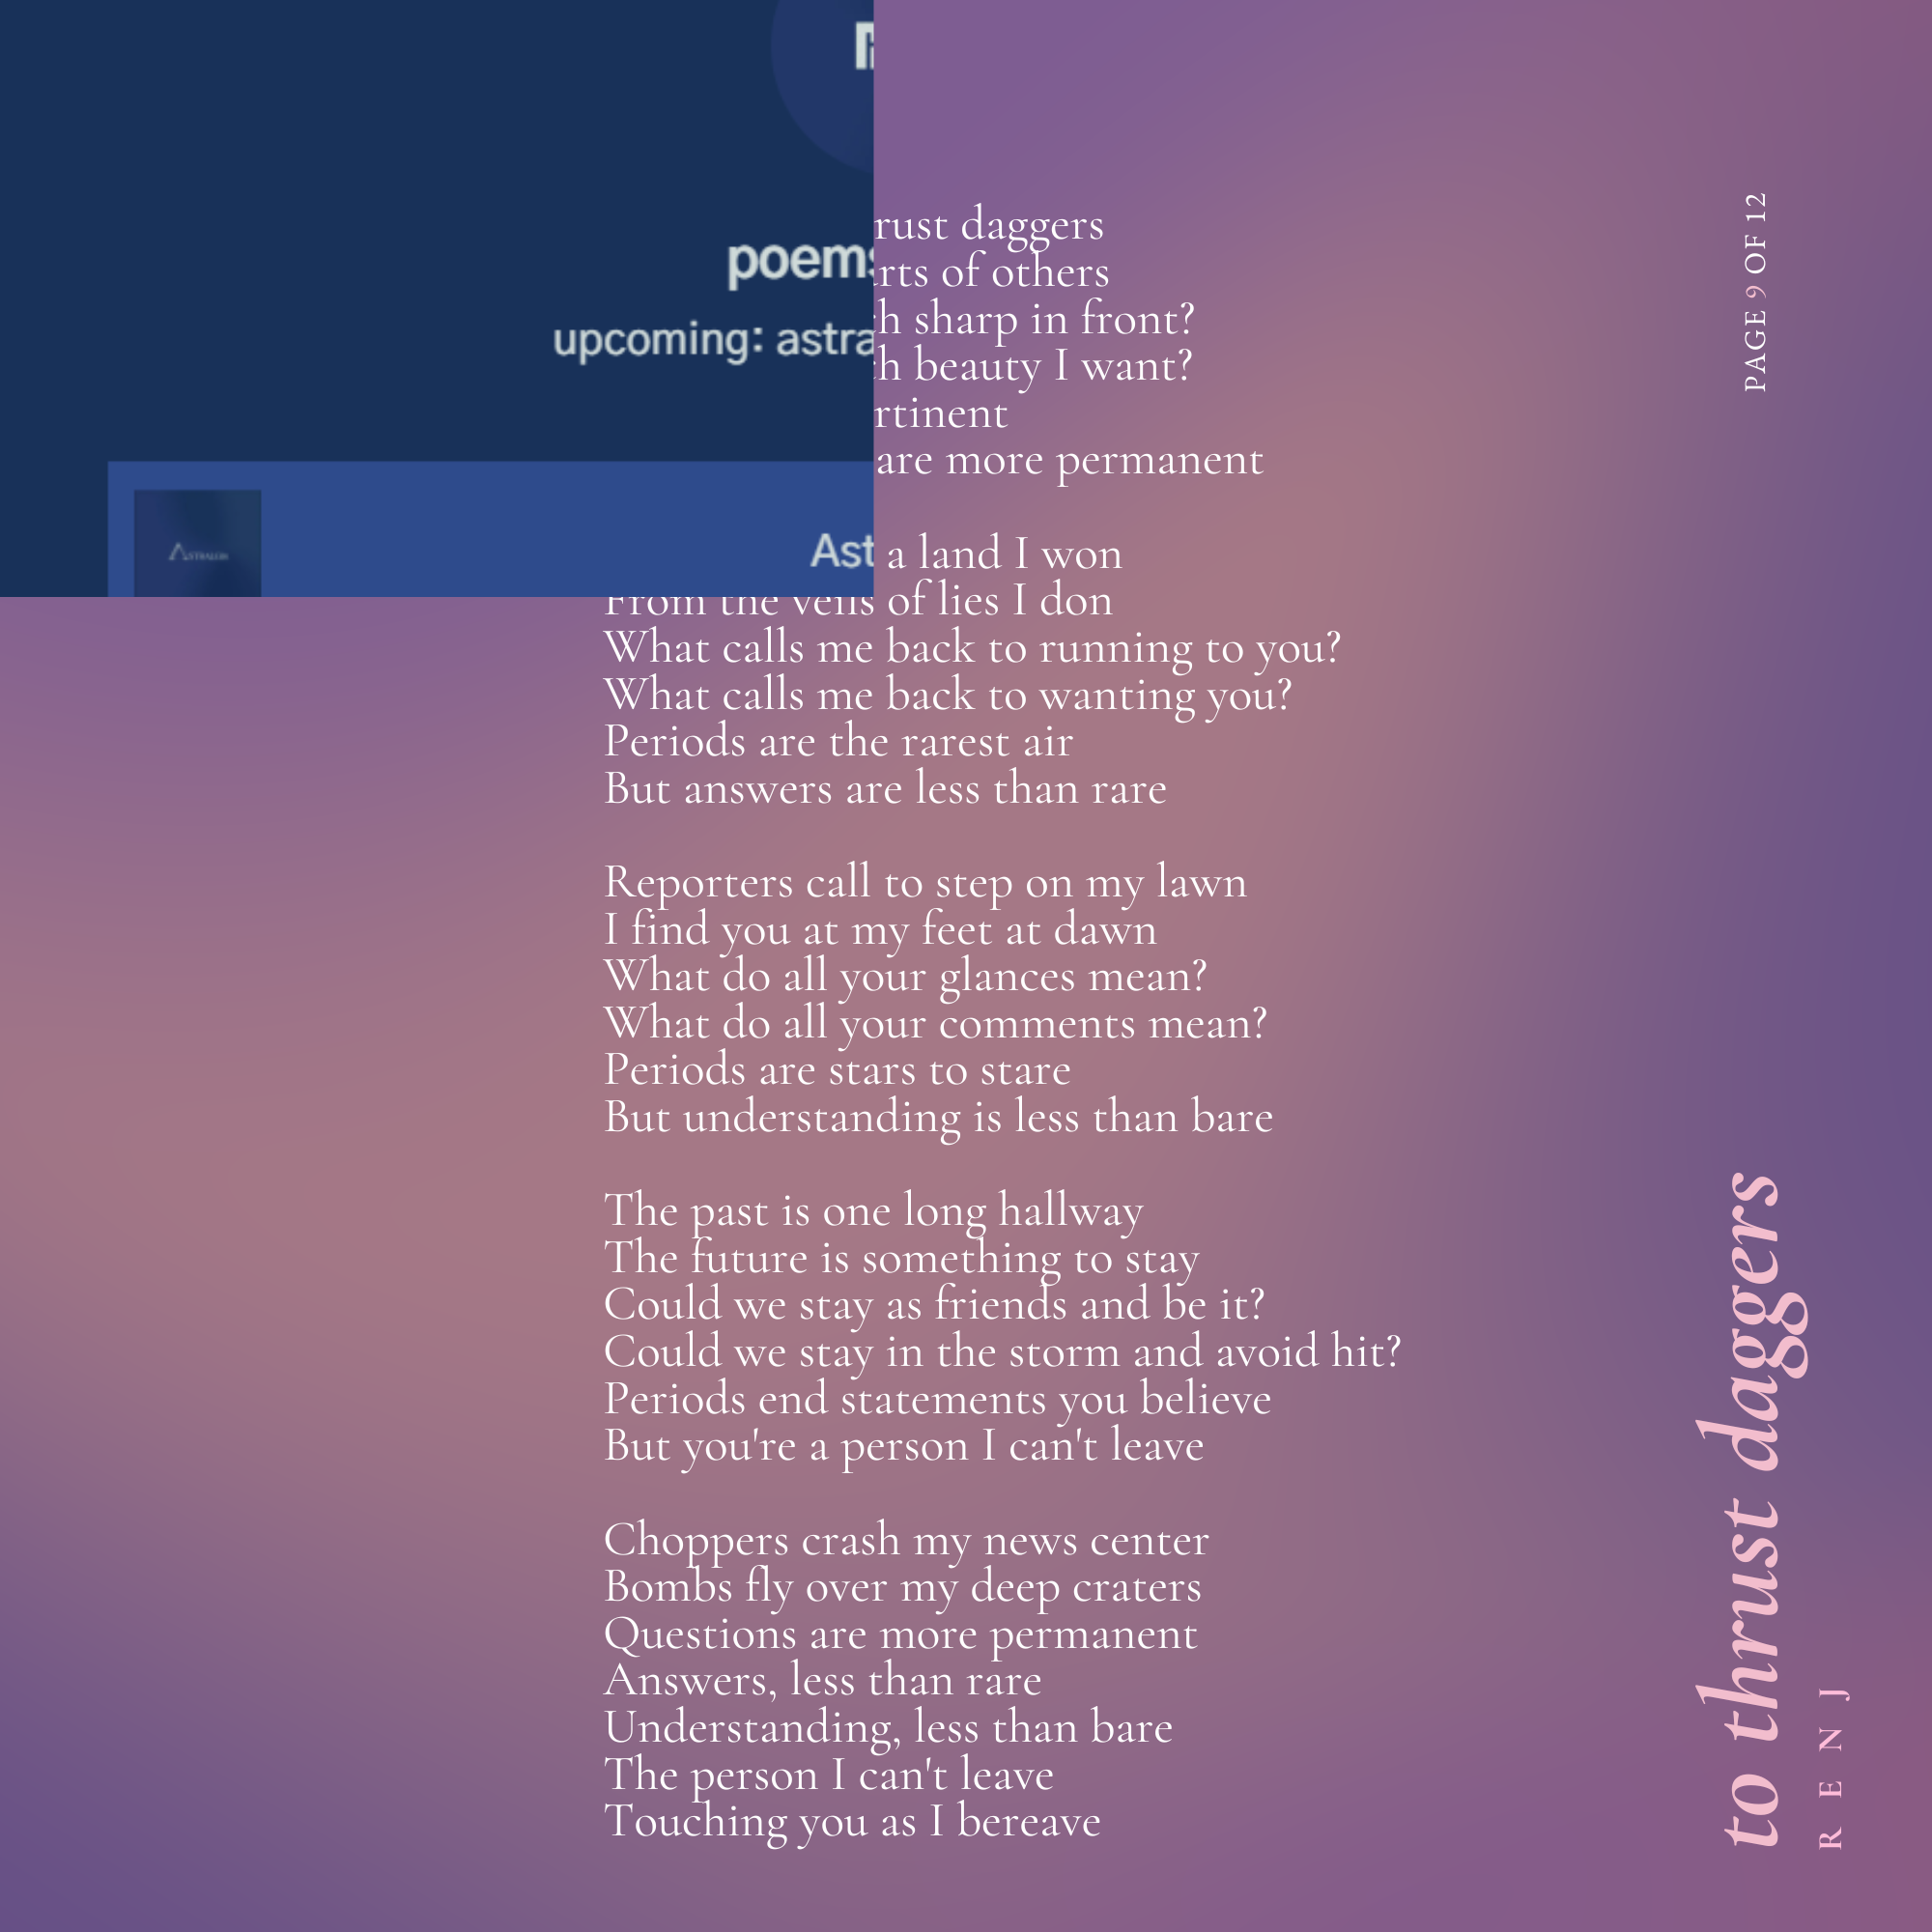 poems
upcoming: astra
Ast
ASTRALIS
rust daggers
rts of others
h sharp in front?
h beauty I want?
rtinent
are more permanent
a land I won
From the veils of lies I don
What calls me back to running to you?
What calls me back to wanting you?
Periods are the rarest air
But answers are less than rare
Reporters call to step on my lawn
I find you at my feet at dawn
What do all your glances mean?
What do all your comments mean?
Periods are stars to stare
But understanding is less than bare
The past is one long hallway
The future is something to stay
Could we stay as friends and be it?
Could we stay in the storm and avoid hit?
Periods end statements you believe
But you're a person I can't leave
Choppers crash my news center
Bombs fly over my deep craters
Questions are more permanent
Answers, less than rare
Understanding, less than bare
The person I can't leave
Touching you as I bereave
PAGE 9 OF 12
to thrust daggers
REN J